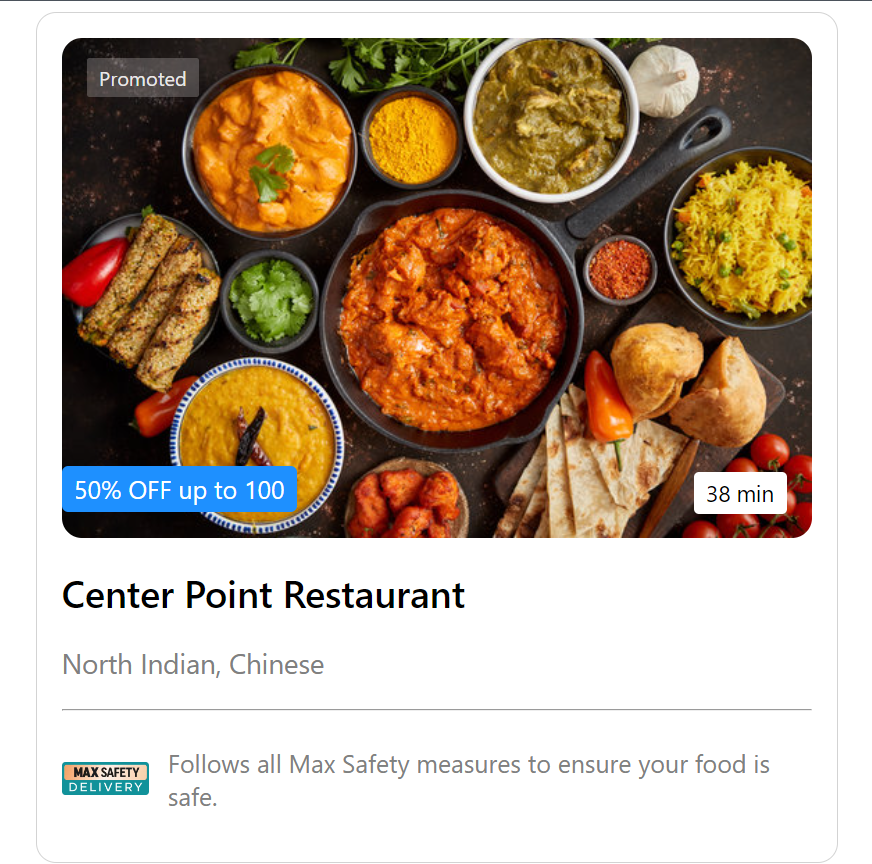 Promoted
50% OFF up to 100
38 min
Center Point Restaurant
North Indian, Chinese
MAX SAFETY
DELIVERY
Follows all Max Safety measures to ensure your food is
safe.